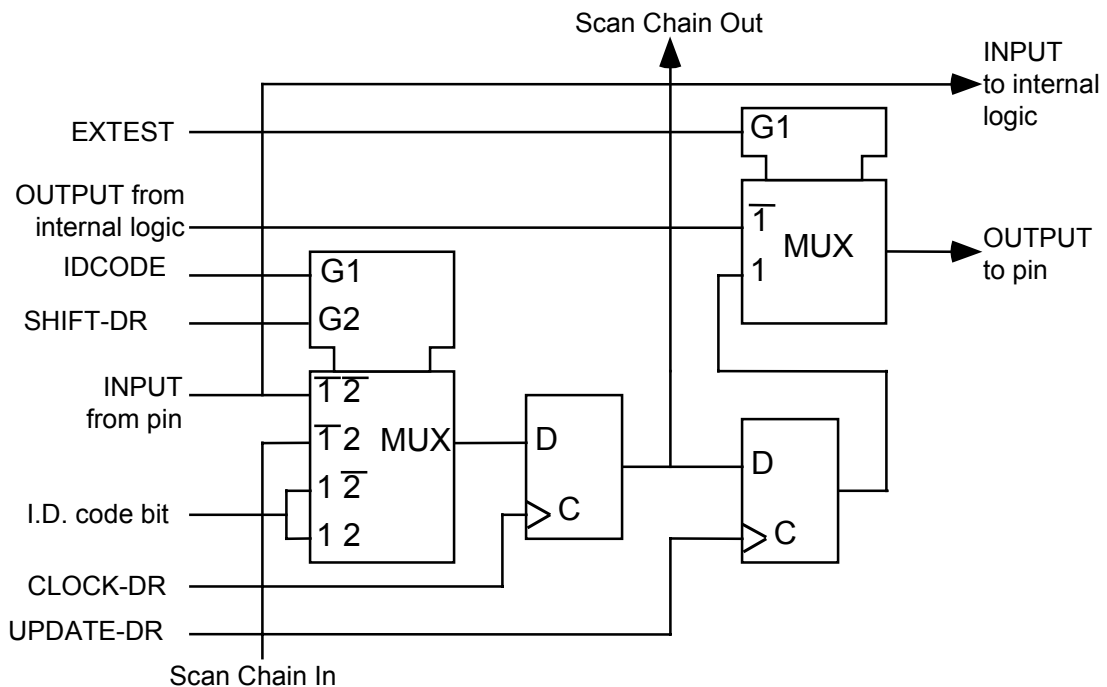 Scan Chain Out
INPUT
to internal
logic
EXTEST
G1
OUTPUT from
internal logic
1̅
MUX
1
OUTPUT
to pin
IDCODE
G1
SHIFT-DR
G2
INPUT
from pin
1̅ 2̅
1̅ 2
MUX
1 2̅
1 2
D
C
D
C
I.D. code bit
CLOCK-DR
UPDATE-DR
Scan Chain In